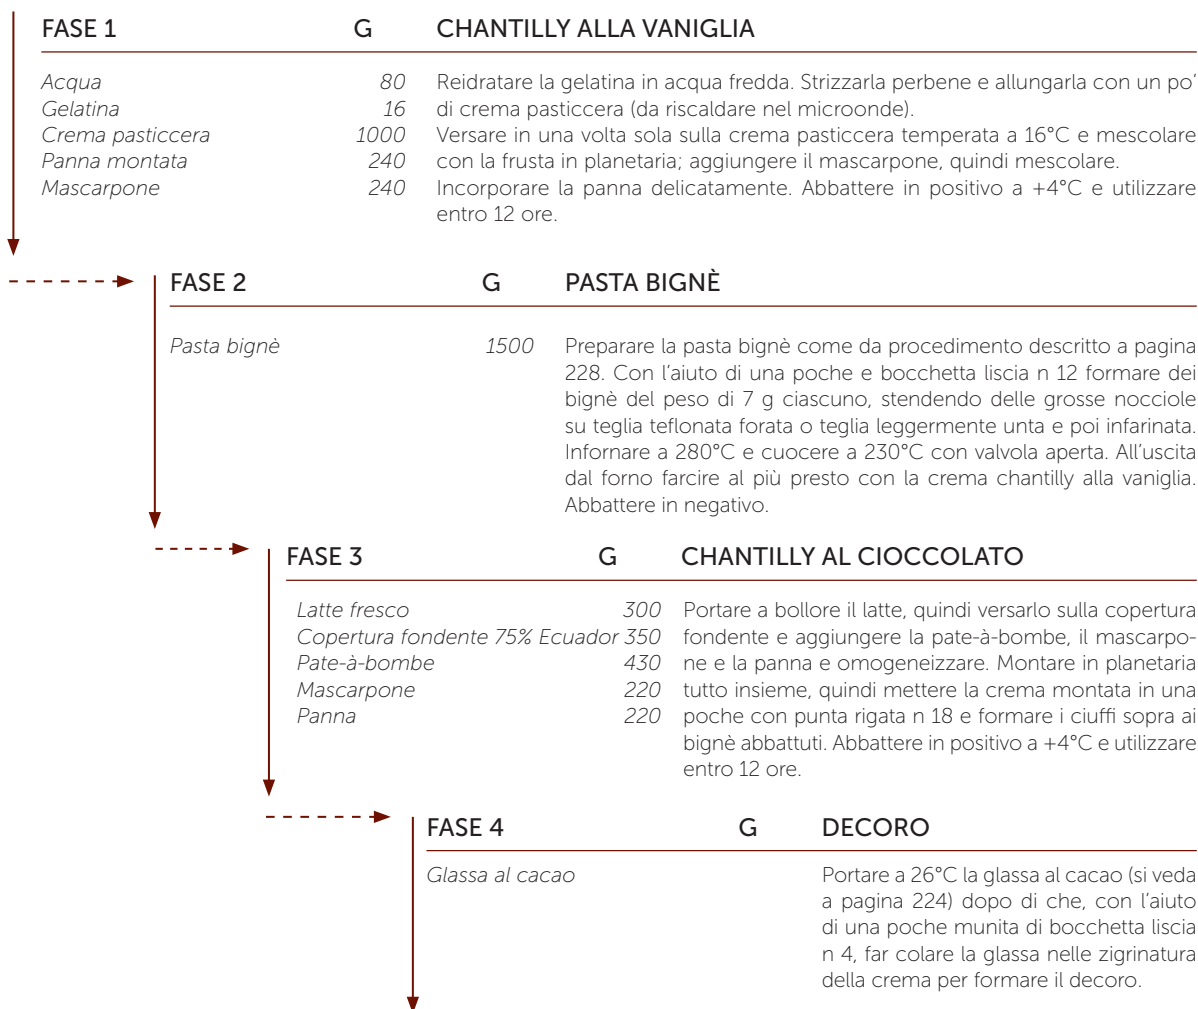 FASE 1 G CHANTILLY ALLA VANIGLIA
Acqua 80 Reidratare la gelatina in acqua fredda. Strizzarla perbene e allungarla con un po’
Gelatina 16 di crema pasticcera (da riscaldare nel microonde).
Crema pasticcera 1000 Versare in una volta sola sulla crema pasticcera temperata a 16°C e mescolare
Panna montata 240 con la frusta in planetaria; aggiungere il mascarpone, quindi mescolare.
Mascarpone 240 Incorporare la panna delicatamente. Abbattere in positivo a +4°C e utilizzare
entro 12 ore.
FASE 2 G PASTA BIGNÈ
Pasta bignè 1500 Preparare la pasta bignè come da procedimento descritto a pagina
228. Con l’aiuto di una poche e bocchetta liscia n 12 formare dei
bignè del peso di 7 g ciascuno, stendendo delle grosse nocciole
su teglia teflonata forata o teglia leggermente unta e poi infarinata.
Infornare a 280°C e cuocere a 230°C con valvola aperta. All’uscita
dal forno farcire al più presto con la crema chantilly alla vaniglia.
Abbattere in negativo.
FASE 3 G CHANTILLY AL CIOCCOLATO
Latte fresco 300 Portare a bollore il latte, quindi versarlo sulla copertura
Copertura fondente 75% Ecuador 350 fondente e aggiungere la pate-à-bombe, il mascarpo-
Pate-à-bombe 430 ne e la panna e omogeneizzare. Montare in planetaria
Mascarpone 220 tutto insieme, quindi mettere la crema montata in una
Panna 220 poche con punta rigata n 18 e formare i ciuffi sopra ai
bignè abbattuti. Abbattere in positivo a +4°C e utilizzare
entro 12 ore.
FASE 4 G DECORO
Glassa al cacao Portare a 26°C la glassa al cacao (si veda
a pagina 224) dopo di che, con l’aiuto
di una poche munita di bocchetta liscia
n 4, far colare la glassa nelle zigrinatura
della crema per formare il decoro.